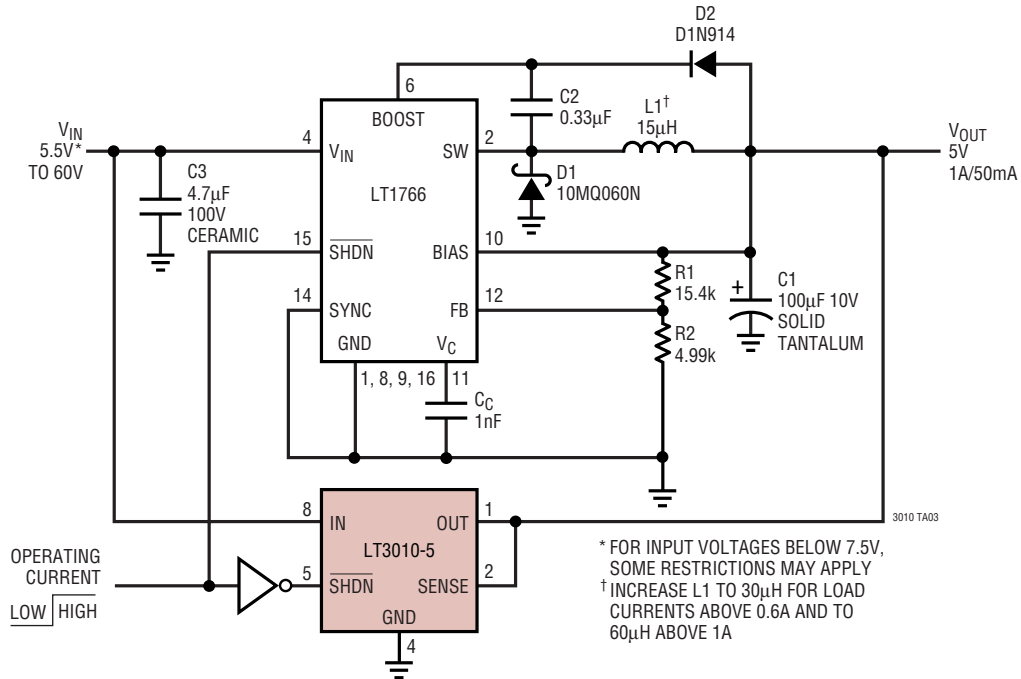 D2
D1N914
6
BOOST
C2
0.33µF
L1†
15µH
VIN
5.5V*
TO 60V
4
VIN
SW
2
VOUT
5V
1A/50mA
C3
4.7µF
100V
CERAMIC
LT1766
D1
10MQ060N
15
SHDN
BIAS
10
14
SYNC
FB
12
R1
15.4k
R2
4.99k
+
C1
100µF 10V
SOLID
TANTALUM
GND
VC
1, 8, 9, 16
11
CC
1nF
8
IN
OUT
1
LT3010-5
3010 TA03
OPERATING
CURRENT
LOW HIGH
5
SHDN
SENSE
2
GND
4
* FOR INPUT VOLTAGES BELOW 7.5V,
SOME RESTRICTIONS MAY APPLY
† INCREASE L1 TO 30µH FOR LOAD
CURRENTS ABOVE 0.6A AND TO
60µH ABOVE 1A